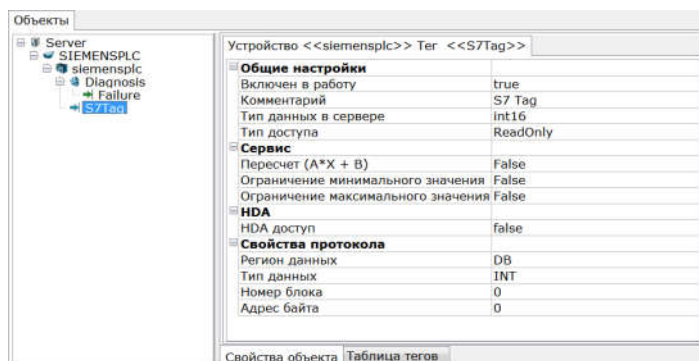 Объекты
Server
SIEMENSPLC
siemensplc
Diagnosis
Failure
S7Tag
Устройство <<siemensplc>> Тег <<S7Tag>>
Общие настройки
Включен в работу true
Комментарий S7 Tag
Тип данных в сервере int16
Тип доступа ReadOnly
Сервис
Пересчет (A*X + B) False
Ограничение минимального значения False
Ограничение максимального значения False
HDA
HDA доступ false
Свойства протокола
Регион данных DB
Тип данных INT
Номер блока 0
Адрес байта 0
Свойства объекта Таблица тегов